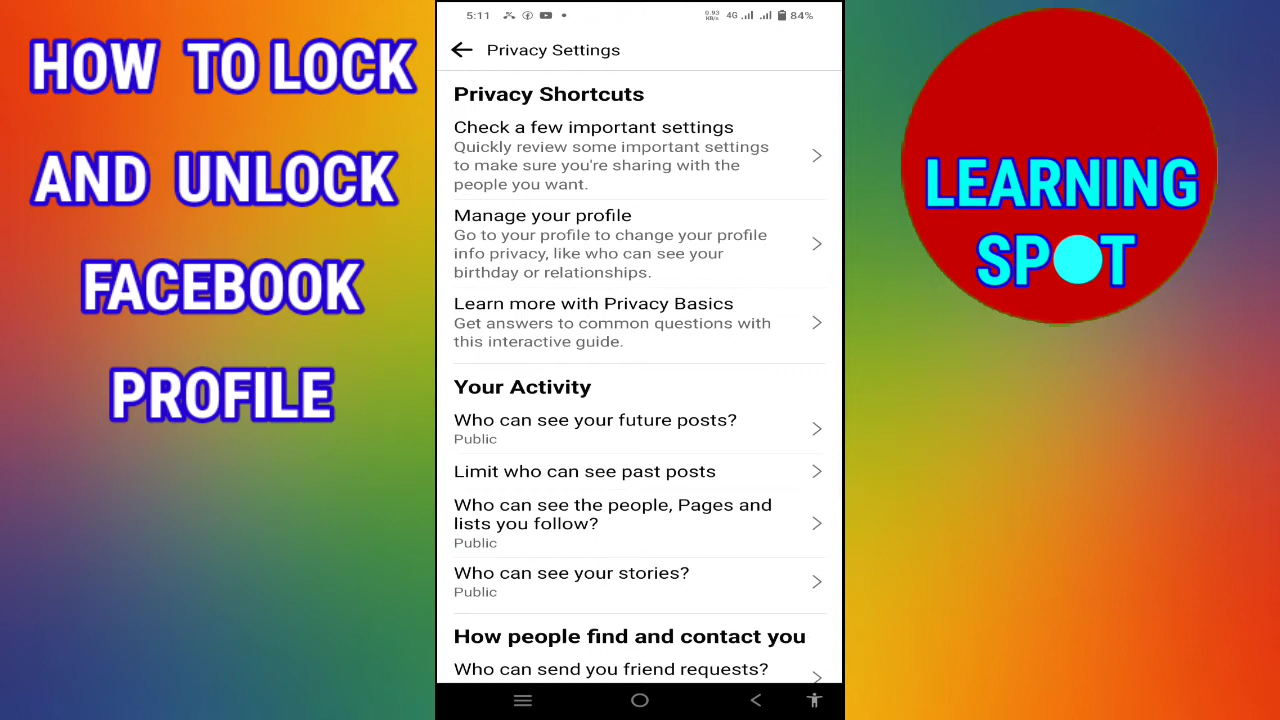 HOW TO LOCK
AND UNLOCK
FACEBOOK
PROFILE
5:11
0.93
KB/s
4G
84%
Privacy Settings
Privacy Shortcuts
Check a few important settings
Quickly review some important settings
to make sure you're sharing with the
people you want.
Manage your profile
Go to your profile to change your profile
info privacy, like who can see your
birthday or relationships.
Learn more with Privacy Basics
Get answers to common questions with
this interactive guide.
Your Activity
Who can see your future posts?
Public
Limit who can see past posts
Who can see the people, Pages and
lists you follow?
Public
Who can see your stories?
Public
How people find and contact you
Who can send you friend requests?
LEARNING
SPOT